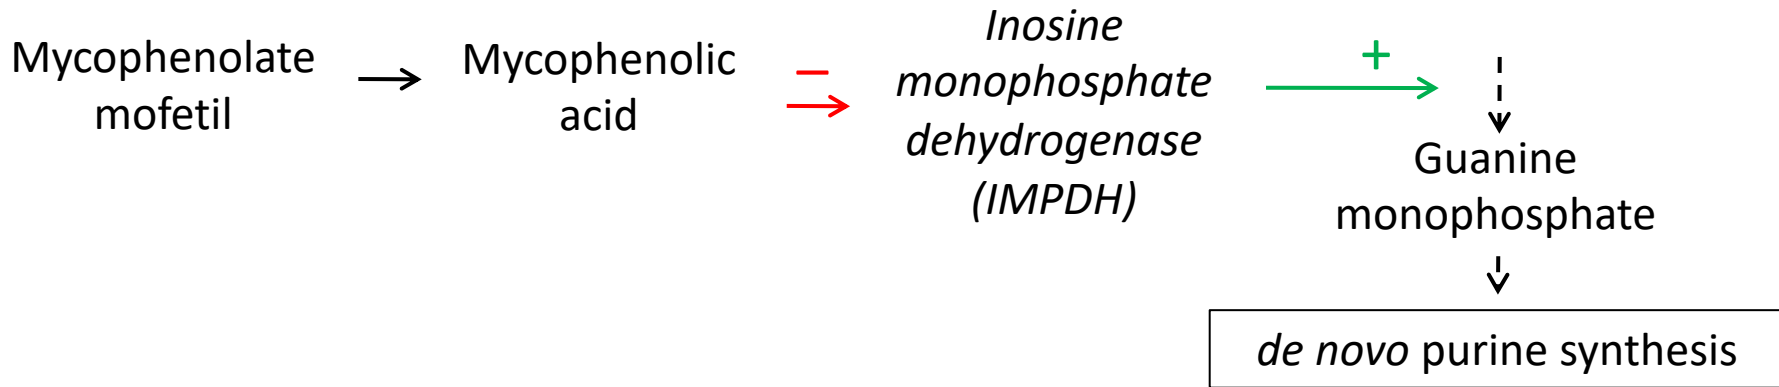 Mycophenolate
mofetil
Mycophenolic
acid
−
Inosine
monophosphate
dehydrogenase
(IMPDH)
+
Guanine
monophosphate
de novo purine synthesis